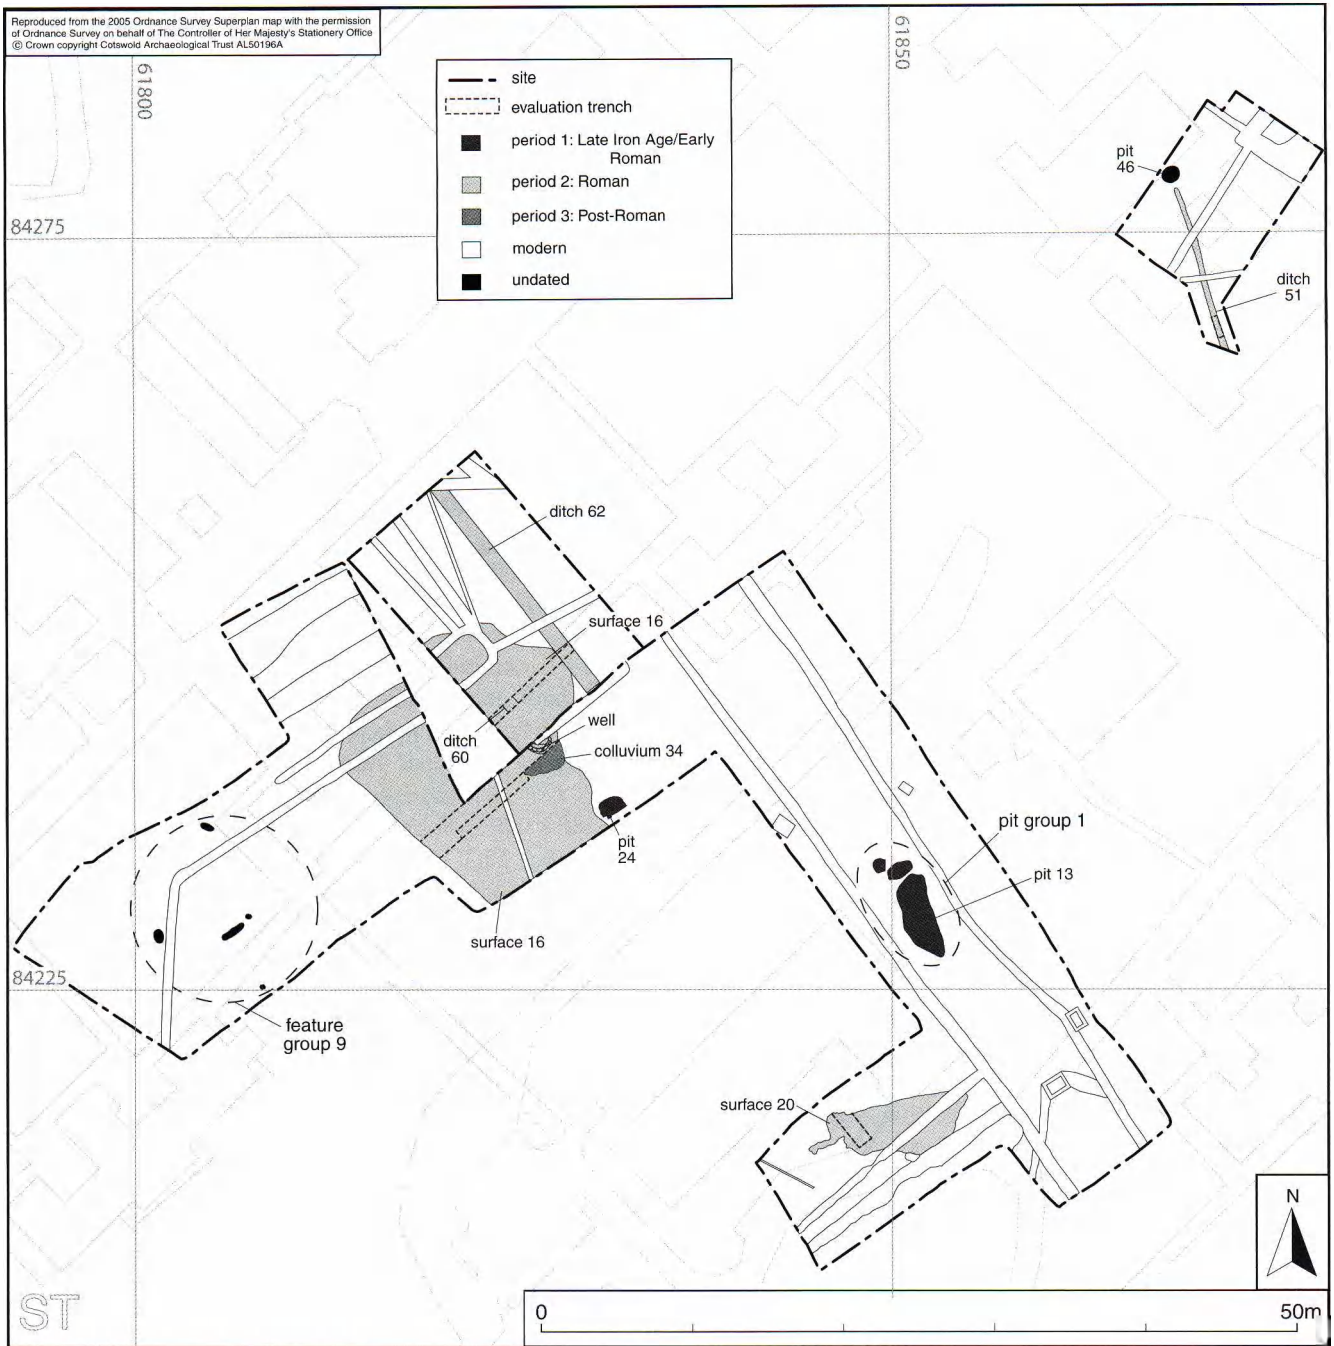 Reproduced from the 2005 Ordnance Survey Superplan map with the permission
of Ordnance Survey on behalf of The Controller of Her Majesty's Stationery Office
© Crown copyright Cotswold Archaeological Trust AL50196A
61800
61850
site
evaluation trench
period 1: Late Iron Age/Early
Roman
period 2: Roman
period 3: Post-Roman
modern
undated
pit
46
84275
ditch
51
ditch 62
surface 16
well
ditch
60
colluvium 34
pit
24
pit group 1
pit 13
surface 16
84225
feature
group 9
surface 20
N
ST
0
50m